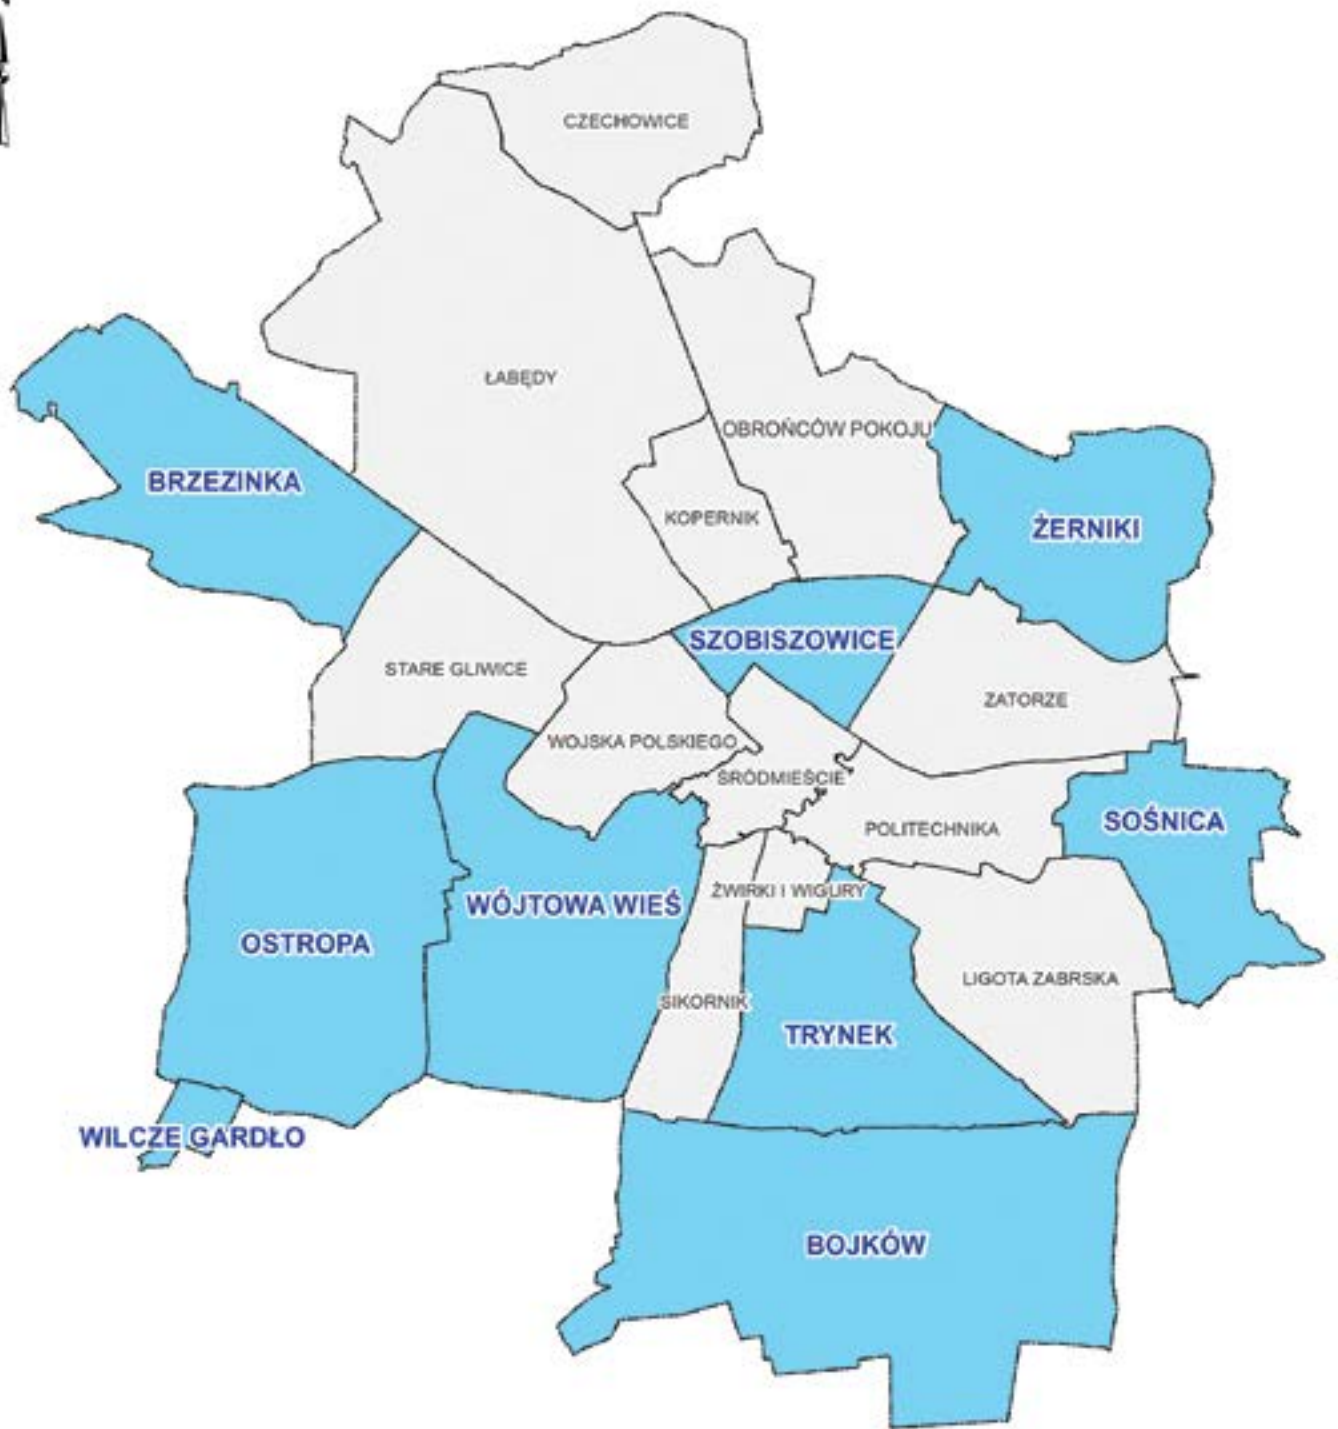 CZECHOWICE
ŁABĘDY
OBROŃCÓW POKOJU
BRZEZINKA
KOPERNIK
ŻERNIKI
SZOBISZOWICE
STARE GLIWICE
ZATORZE
WOJSKA POLSKIEGO
ŚRÓDMIEŚCIE
SOŚNICA
POLITECHNIKA
ŻWIRKI I WIGURY
WÓJTOWA WIEŚ
OSTROPA
LIGOTA ZABRSKA
SIKORNIK
TRYNEK
WILCZE GARDŁO
BOJKÓW